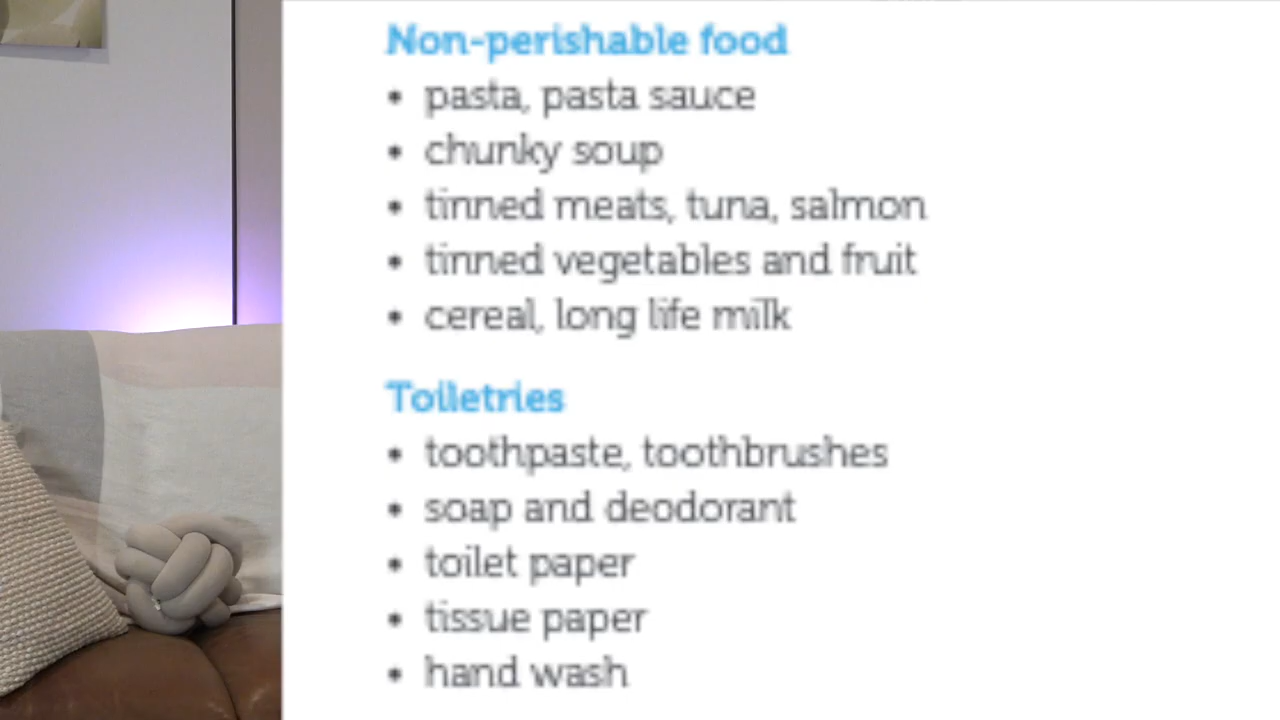 Non-perishable food
• pasta, pasta sauce
• chunky soup
• tinned meats, tuna, salmon
• tinned vegetables and fruit
• cereal, long life milk
Toiletries
• toothpaste, toothbrushes
• soap and deodorant
• toilet paper
• tissue paper
• hand wash